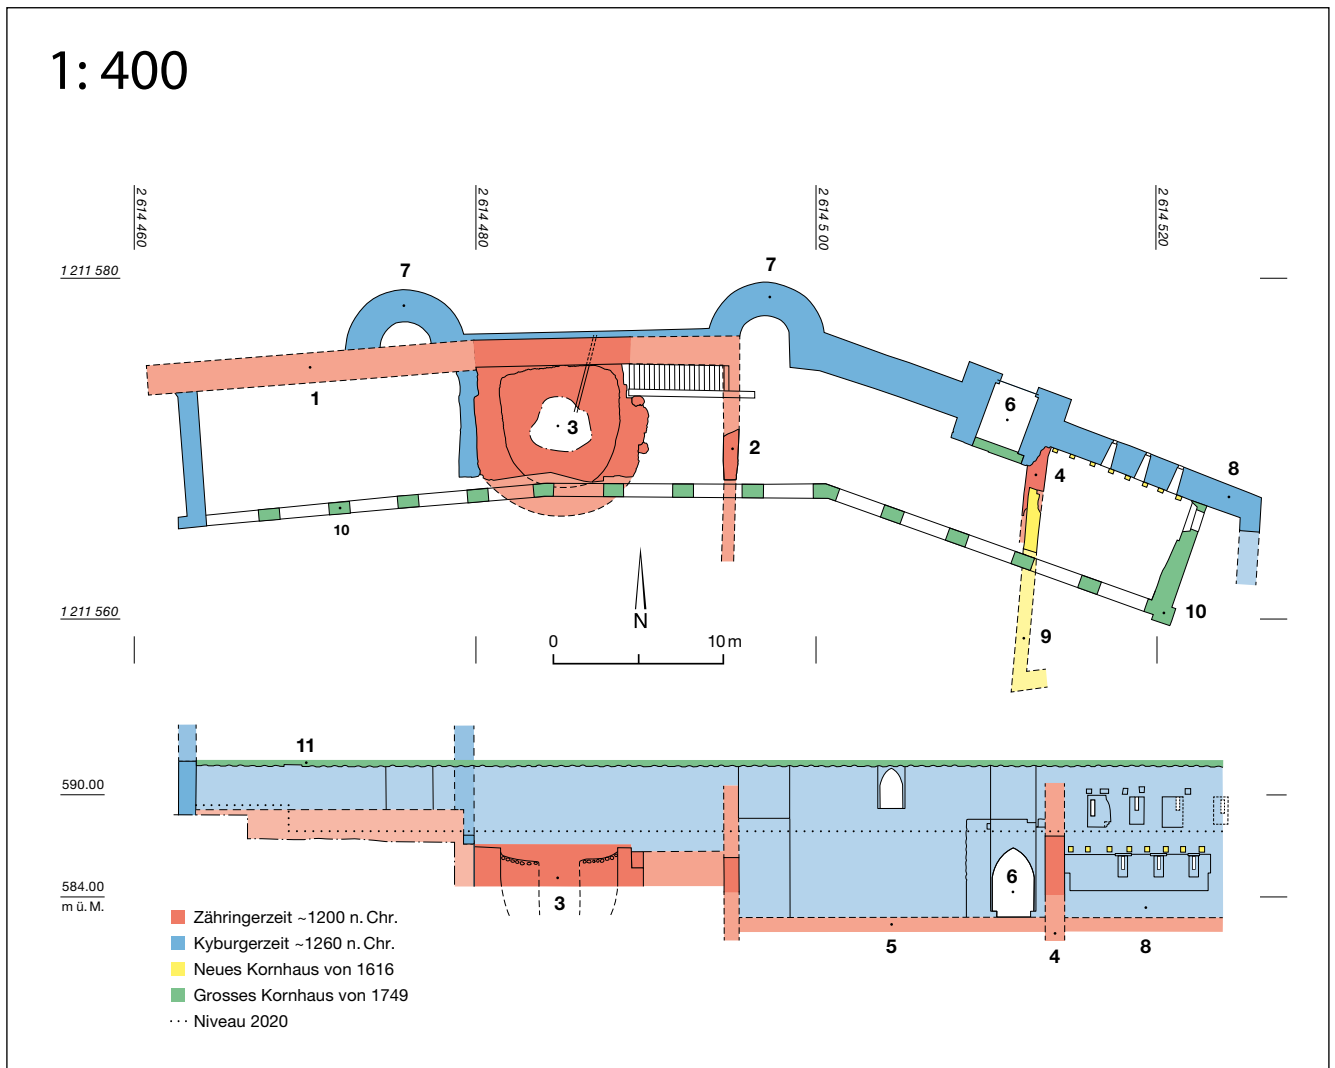 1: 400
2 614 460
2 614 480
2 614 5 00
2 614 520
1 211 580
7
7
1
3
2
6
4
8
10
1 211 560
N
0
10 m
9
10
11
590.00
584.00
m ü. M.
3
6
5
4
8
Zähringerzeit ~1200 n. Chr.
Kyburgerzeit ~1260 n. Chr.
Neues Kornhaus von 1616
Grosses Kornhaus von 1749
Niveau 2020